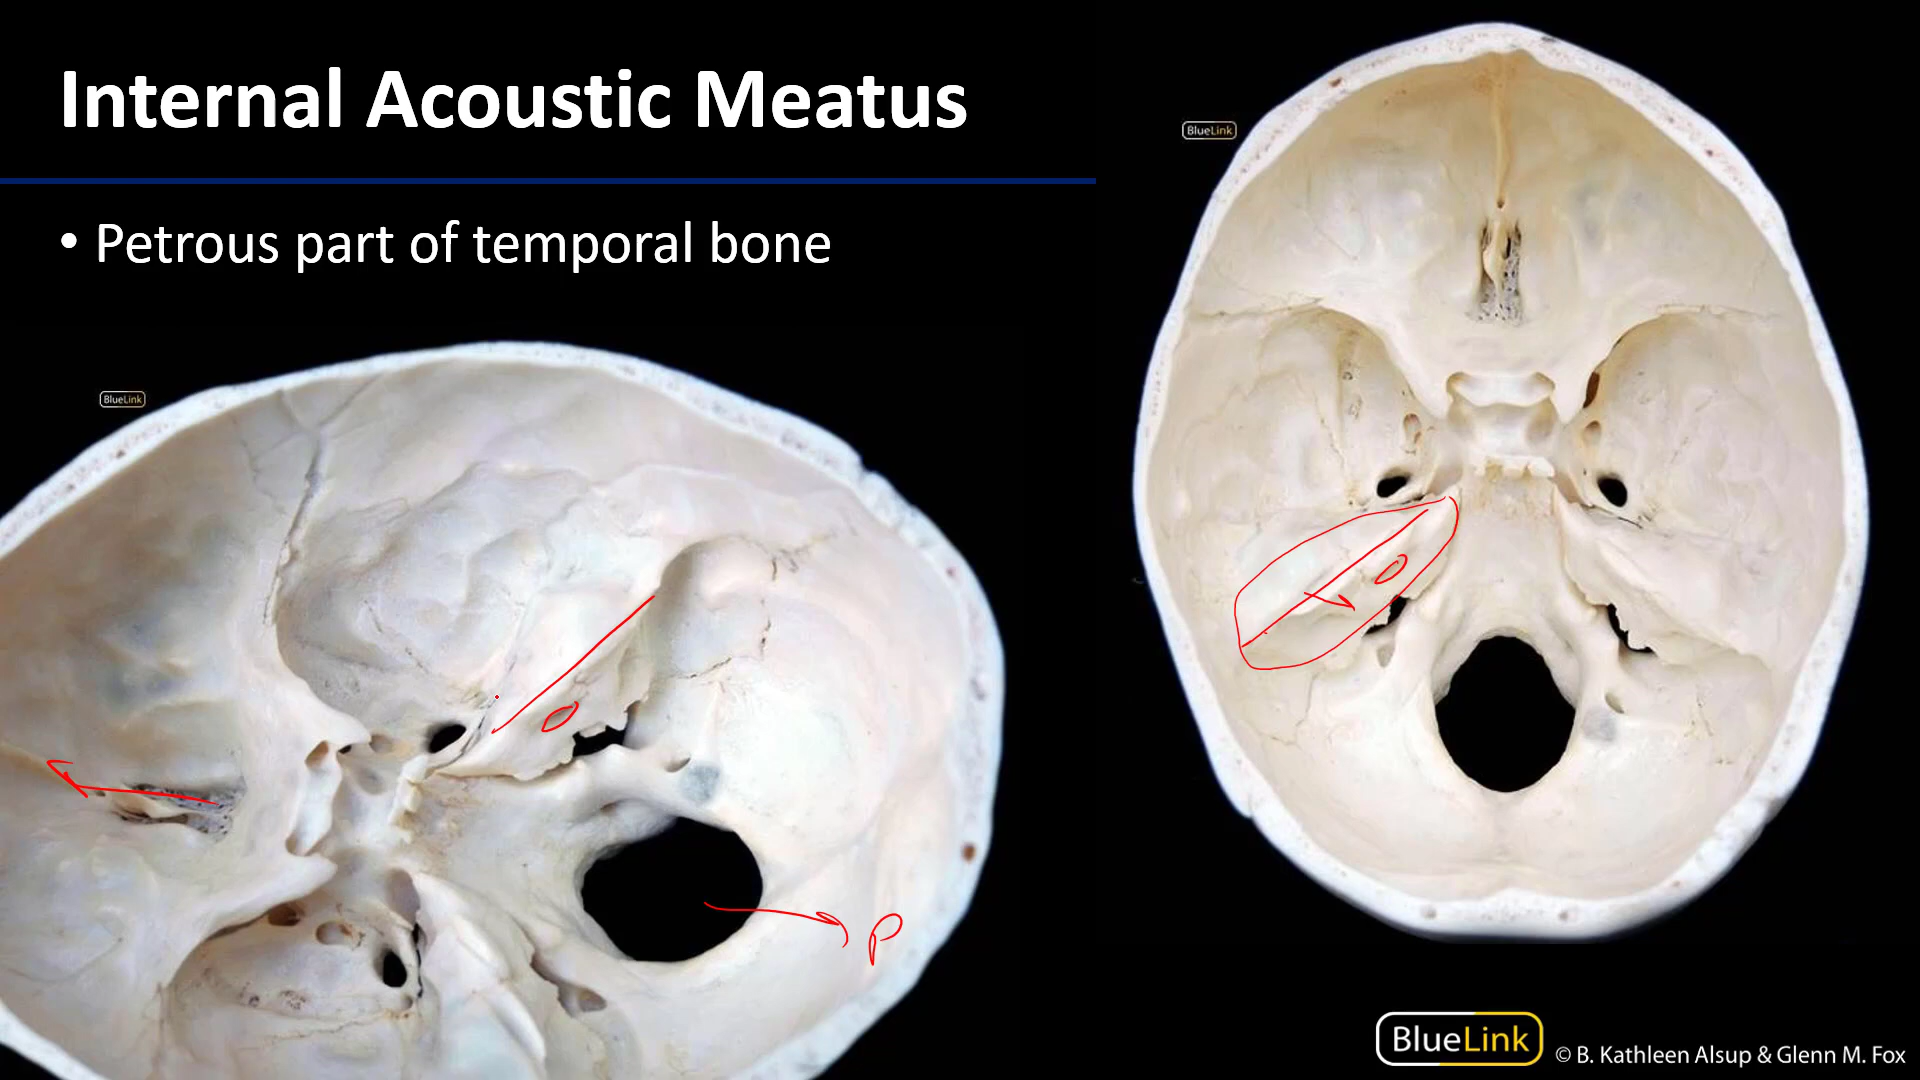 Internal Acoustic Meatus
• Petrous part of temporal bone
BlueLink
BlueLink
P
BlueLink
© B. Kathleen Alsup & Glenn M. Fox